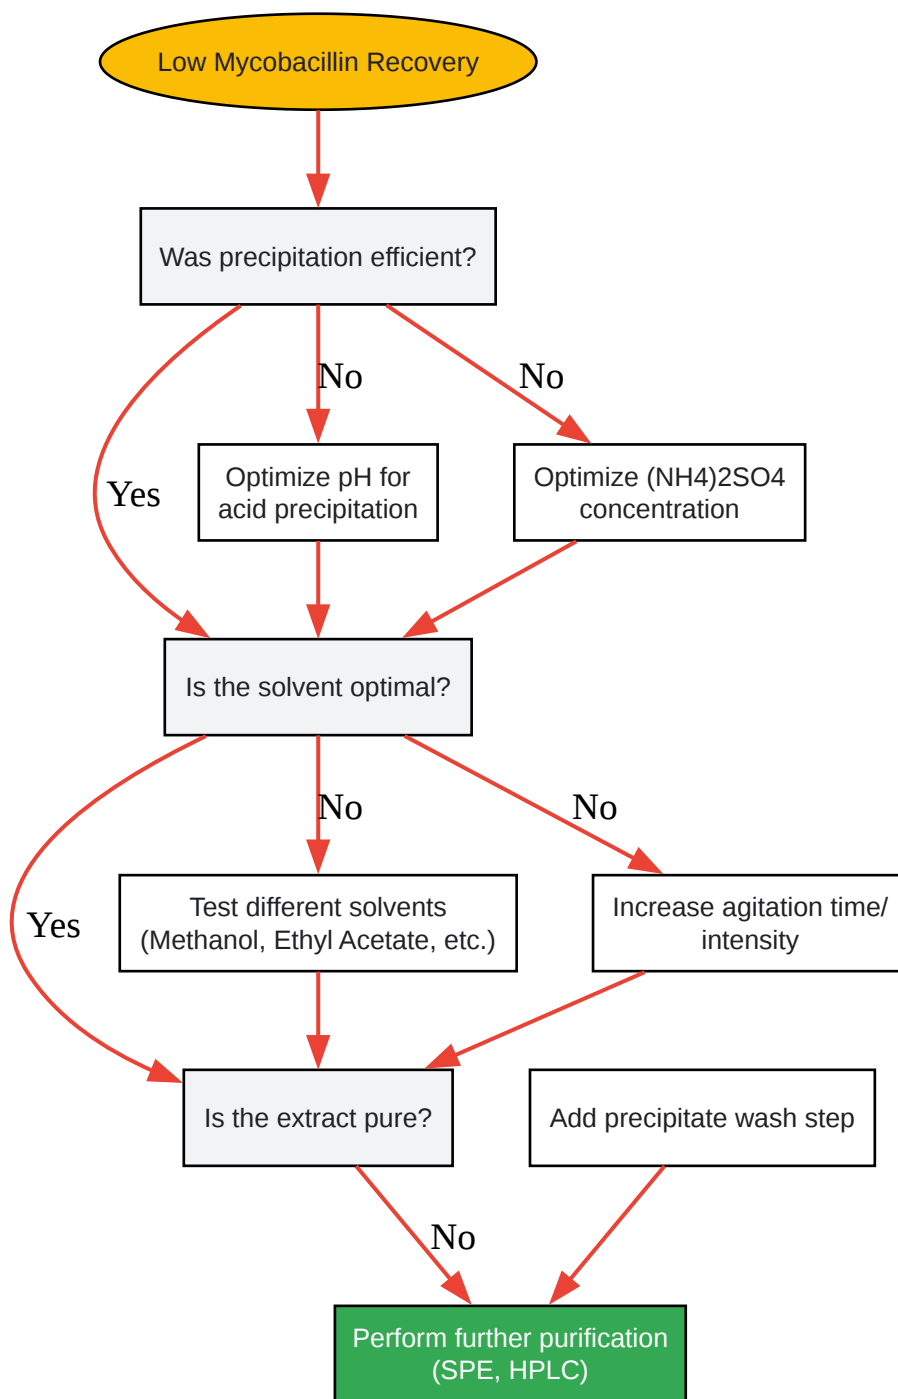 Low Mycobacillin Recovery
Was precipitation efficient?
No
No
Yes
Optimize pH for
acid precipitation
Optimize (NH4)2SO4
concentration
Is the solvent optimal?
No
No
Yes
Test different solvents
(Methanol, Ethyl Acetate, etc.)
Increase agitation time/
intensity
Is the extract pure?
Add precipitate wash step
No
Perform further purification
(SPE, HPLC)